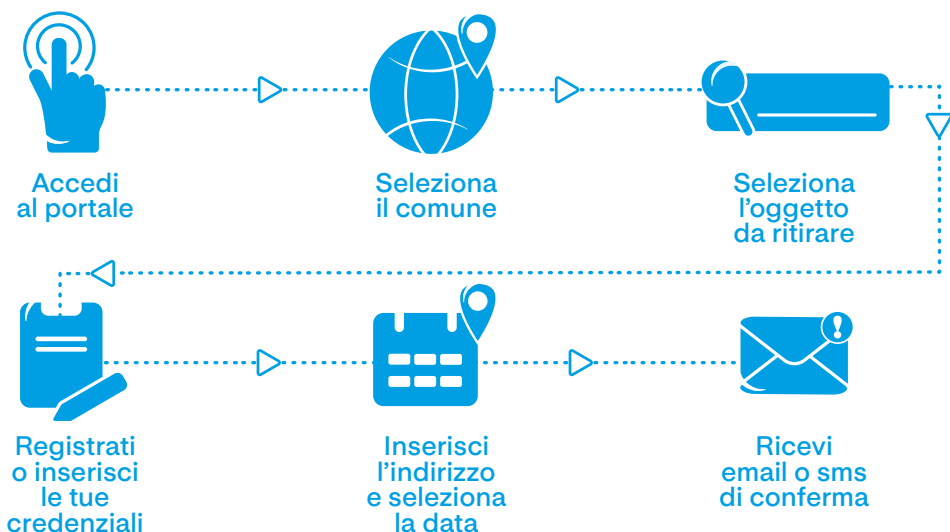 Accedi
al portale
Seleziona
il comune
Seleziona
l’oggetto
da ritirare
Registrati
o inserisci
le tue
credenziali
Inserisci
l’indirizzo
e seleziona
la data
Ricevi
email o sms
di conferma